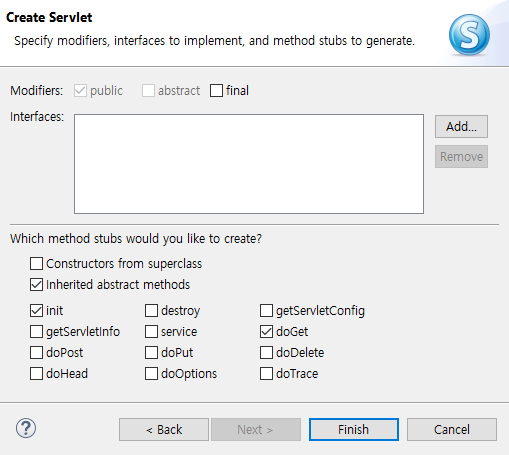 Create Servlet
Specify modifiers, interfaces to implement, and method stubs to generate.
S
Modifiers: public abstract final
Interfaces:
Add...
Remove
Which method stubs would you like to create?
Constructors from superclass
Inherited abstract methods
init destroy getServletConfig
getServletInfo service doGet
doPost doPut doDelete
doHead doOptions doTrace
? < Back Next > Finish Cancel